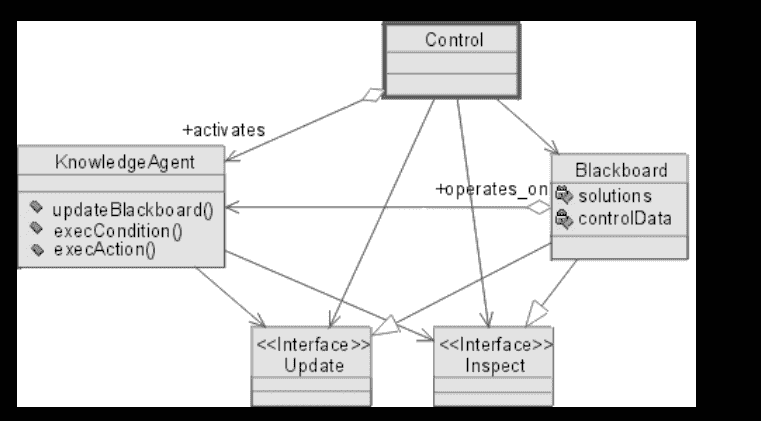 Control
+activates
KnowledgeAgent
updateBlackboard()
execCondition()
execAction()
+operates_on
Blackboard
solutions
controlData
<<Interface>>
Update
<<Interface>>
Inspect